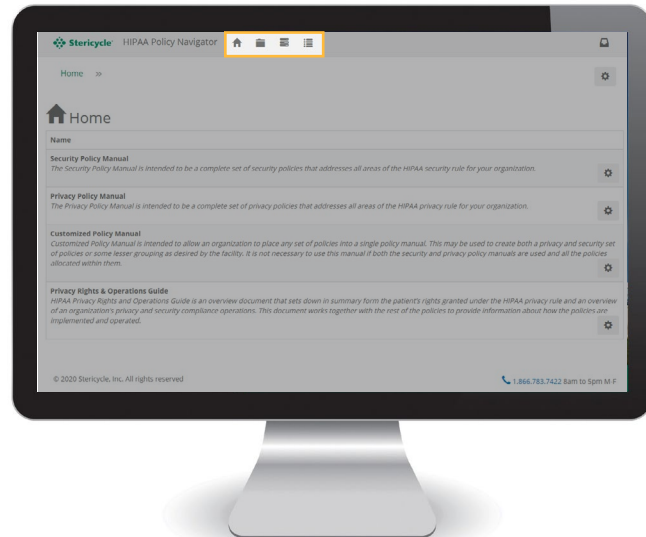 Stericycle HIPAA Policy Navigator
Home »
Home
Name
Security Policy Manual
The Security Policy Manual is intended to be a complete set of security policies that addresses all areas of the HIPAA security rule for your organization.
Privacy Policy Manual
The Privacy Policy Manual is intended to be a complete set of privacy policies that addresses all areas of the HIPAA privacy rule for your organization.
Customized Policy Manual
Customized Policy Manual is intended to allow an organization to place any set of policies into a single policy manual. This may be used to create both a privacy and security set
of policies or some lesser grouping as desired by the facility. It is not necessary to use this manual if both the security and privacy policy manuals are used and all the policies
allocated within them.
Privacy Rights & Operations Guide
HIPAA Privacy Rights and Operations Guide is an overview document that sets down in summary form the patient's rights granted under the HIPAA privacy rule and an overview
of an organization's privacy and security compliance operations. This document works together with the rest of the policies to provide information about how the policies are
implemented and operated.
© 2020 Stericycle, Inc. All rights reserved
1.866.783.7422 8am to 5pm M-F